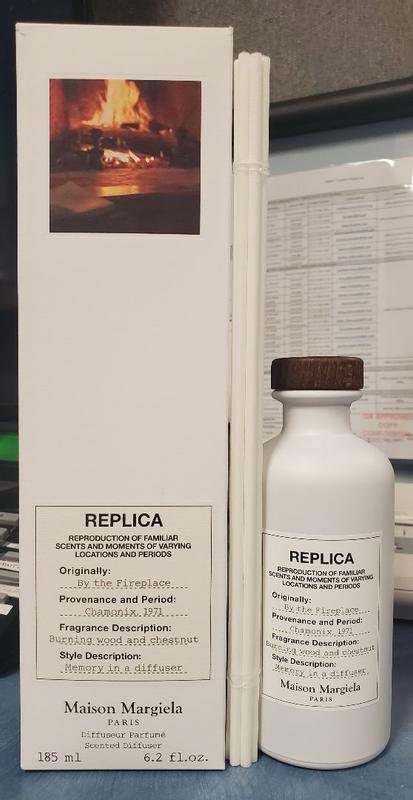 REPLICA
REPRODUCTION OF FAMILIAR
SCENTS AND MOMENTS OF VARYING
LOCATIONS AND PERIODS
Originally:
By the Fireplace
Provenance and Period:
Chamonix, 1971
Fragrance Description:
Burning wood and chestnut
Style Description:
Memory in a diffuser
Maison Margiela
PARIS
Diffuseur Parfumé
Scented Diffuser
185 ml 6.2 fl.oz.
REPLICA
REPRODUCTION OF FAMILIAR
SCENTS AND MOMENTS OF VARYING
LOCATIONS AND PERIODS
Originally:
By the Fireplace
Provenance and Period:
Chamonix, 1971
Fragrance Description:
Burning wood and chestnut
Style Description:
Memory in a diffuser
Maison Margiela
PARIS